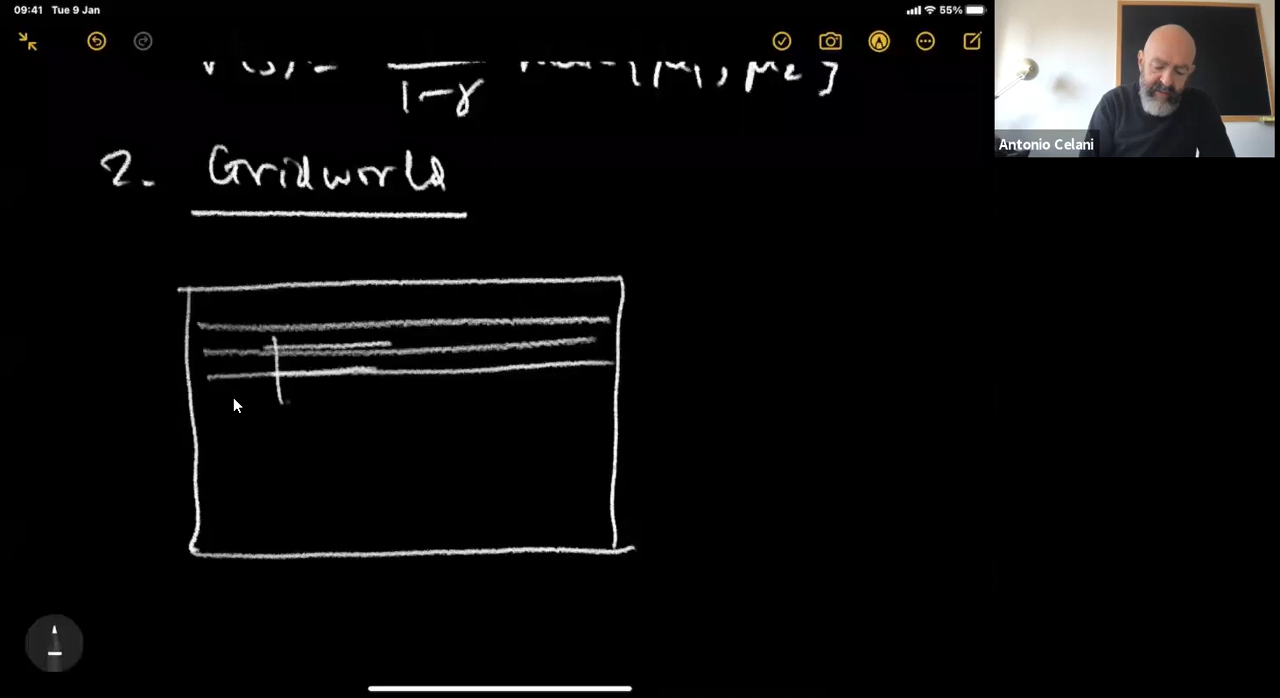 09:41 Tue 9 Jan 55%
1-γ
2. Gridworld
Antonio Celani